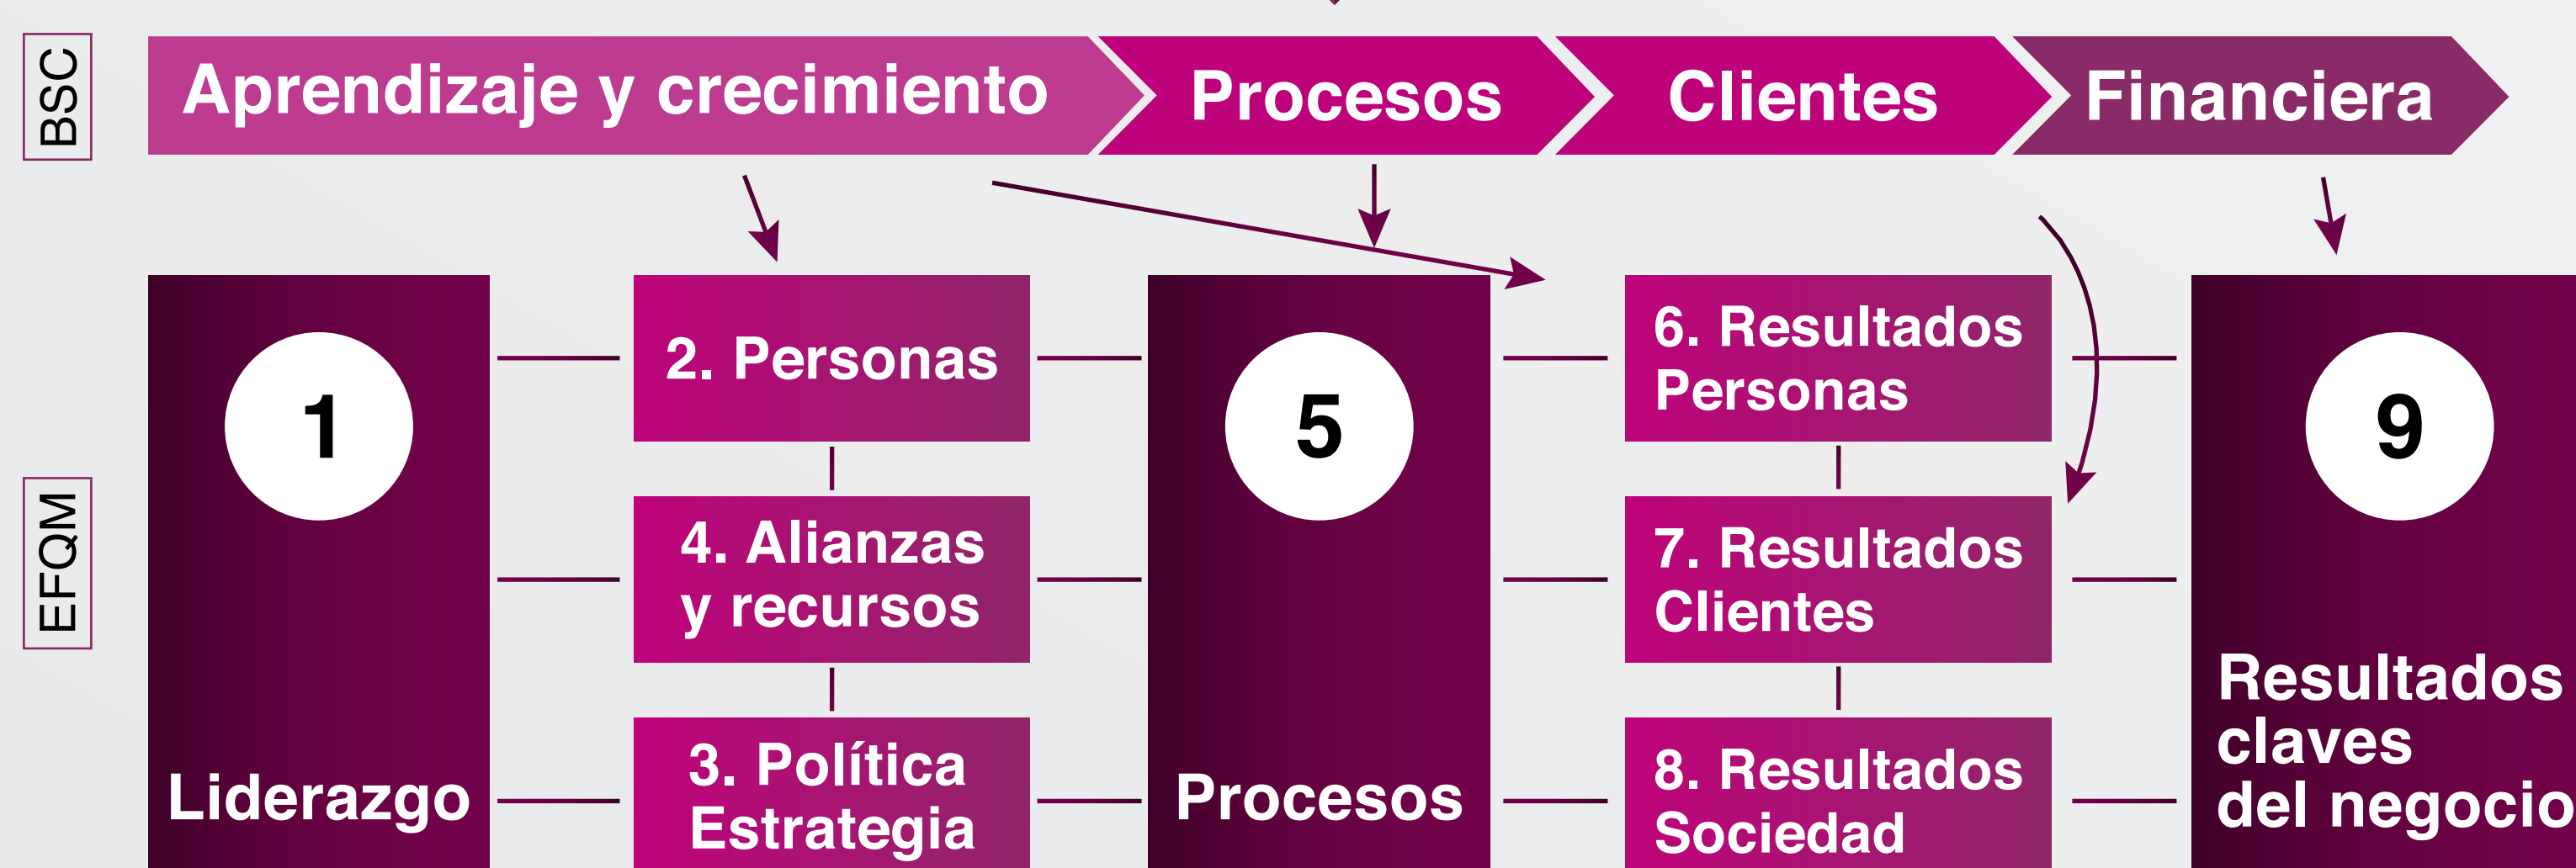 BSC
Aprendizaje y crecimiento
Procesos
Clientes
Financiera
EFQM
1
Liderazgo
2. Personas
4. Alianzas
y recursos
3. Política
Estrategia
5
Procesos
6. Resultados
Personas
7. Resultados
Clientes
8. Resultados
Sociedad
9
Resultados
claves
del negocio